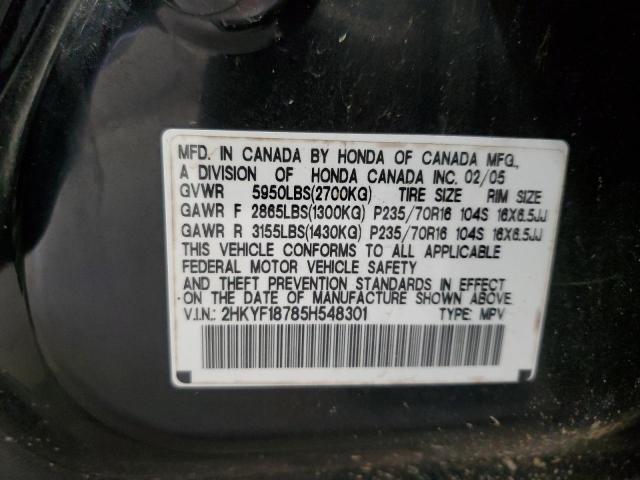 MFD. IN CANADA BY HONDA OF CANADA MFG.,
A DIVISION OF HONDA CANADA INC. 02/05
GVWR 5950LBS(2700KG) TIRE SIZE RIM SIZE
GAWR F 2865LBS(1300KG) P235/70R16 104S 16X6.5JJ
GAWR R 3155LBS(1430KG) P235/70R16 104S 16X6.5JJ
THIS VEHICLE CONFORMS TO ALL APPLICABLE
FEDERAL MOTOR VEHICLE SAFETY
AND THEFT PREVENTION STANDARDS IN EFFECT
ON THE DATE OF MANUFACTURE SHOWN ABOVE.
V.I.N.: 2HKYF18785H548301 TYPE: MPV